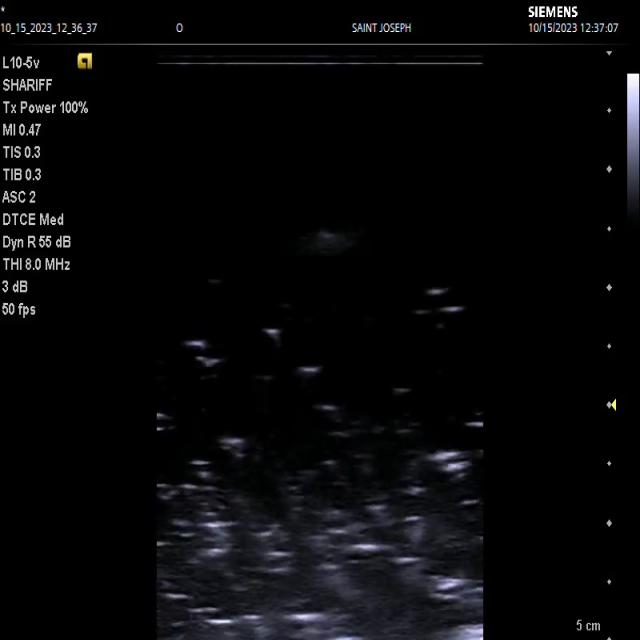 SIEMENS
10_15_2023_12_36_37 O SAINT JOSEPH 10/15/2023 12:37:07
L10-5v
SHARIFF
Tx Power 100%
MI 0.47
TIS 0.3
TIB 0.3
ASC 2
DTCE Med
Dyn R 55 dB
THI 8.0 MHz
3 dB
50 fps
5 cm